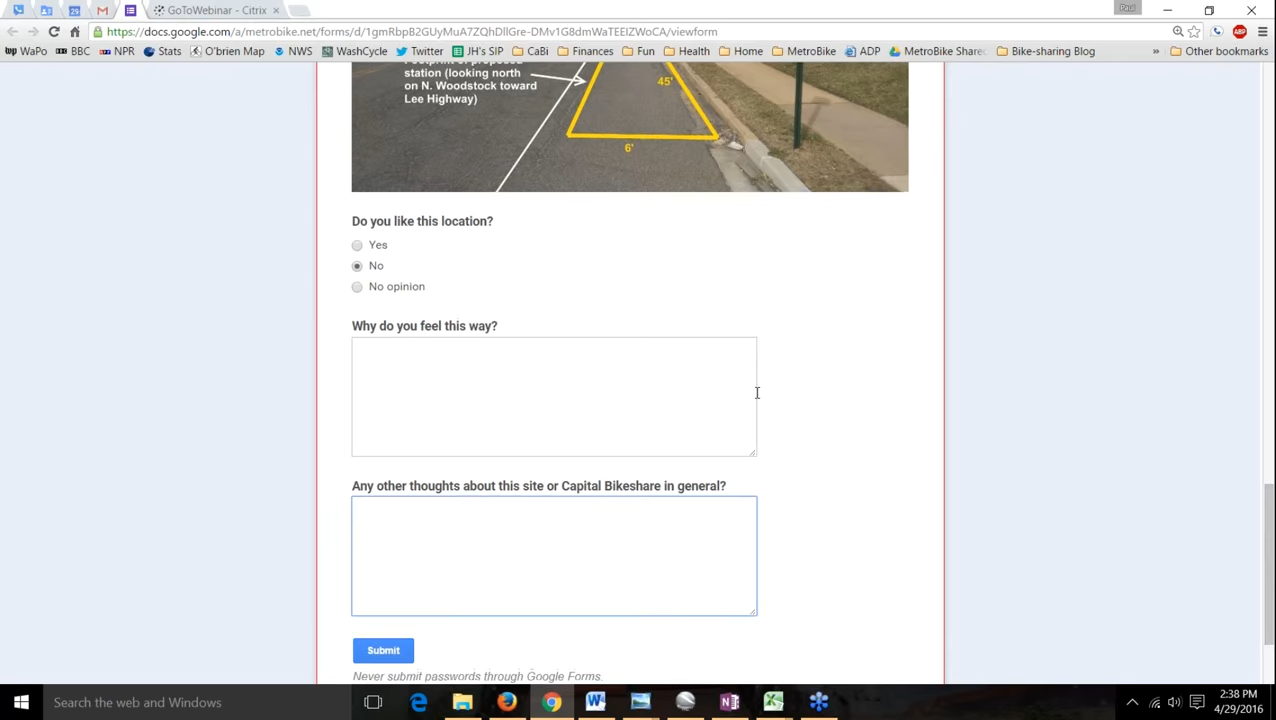 Paul
GoToWebinar - Citrix
https://docs.google.com/a/metrobike.net/forms/d/1gmRbpB2GUyMuA7ZQhDllGre-DMv1G8dmWaTEEIZWoCA/viewform
WaPo BBC NPR Stats O'brien Map NWS WashCycle Twitter JH'S SIP CaBi Finances Fun Health MetroBike Home ADP MetroBike Share Bike-sharing Blog » Other bookmarks
Footprint of proposed
station (looking north
on N. Woodstock toward
Lee Highway)
45'
6'
Do you like this location?
Yes
No
No opinion
Why do you feel this way?
Any other thoughts about this site or Capital Bikeshare in general?
Submit
Never submit passwords through Google Forms.
Search the web and Windows
2:38 PM
4/29/2016